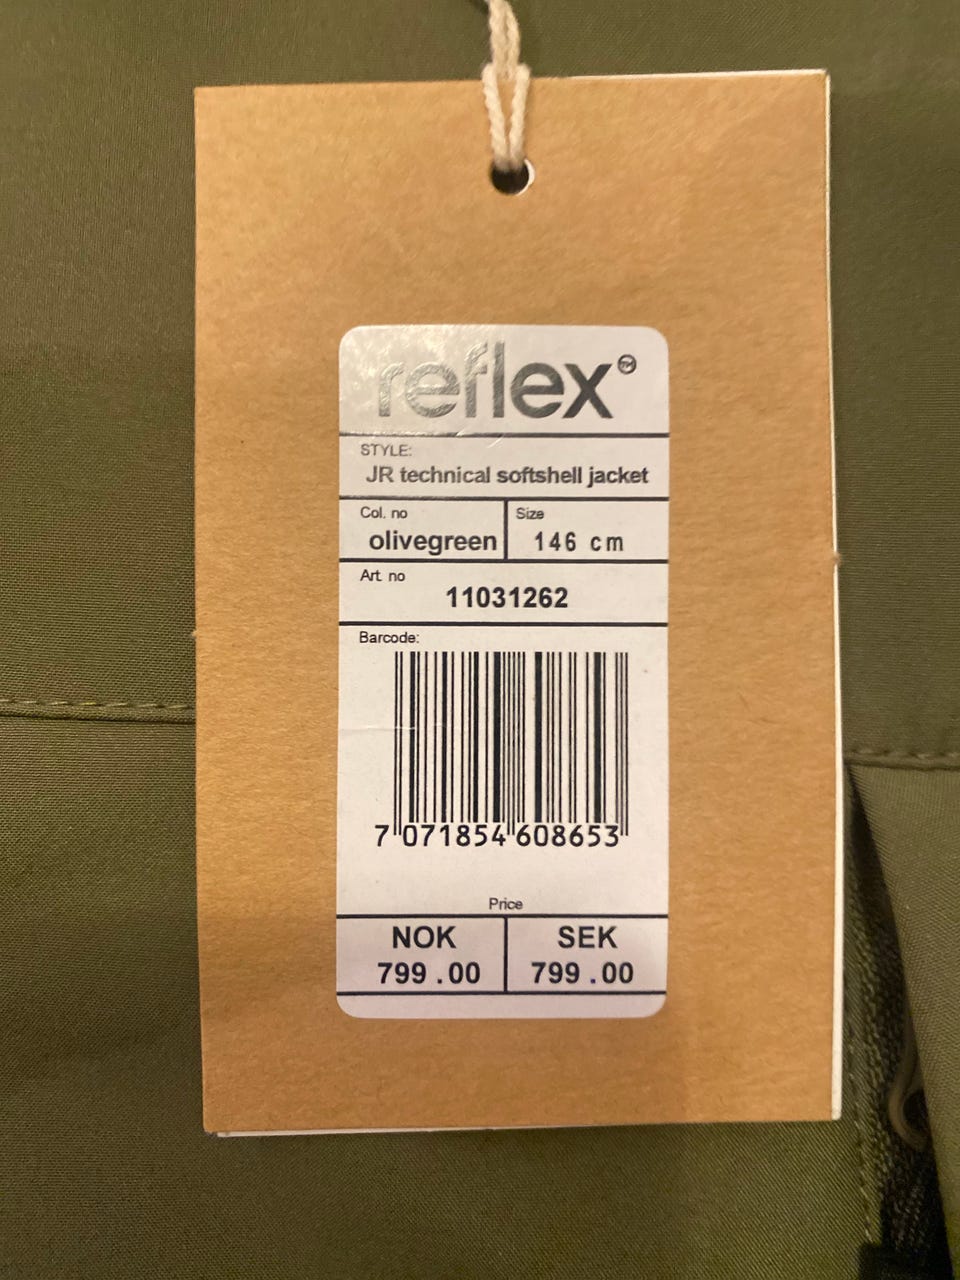 reflex™
STYLE:
JR technical softshell jacket
Col. no
olivegreen
Size
146 cm
Art. no
11031262
Barcode:
7 071854 608653
Price
NOK
799.00
SEK
799.00